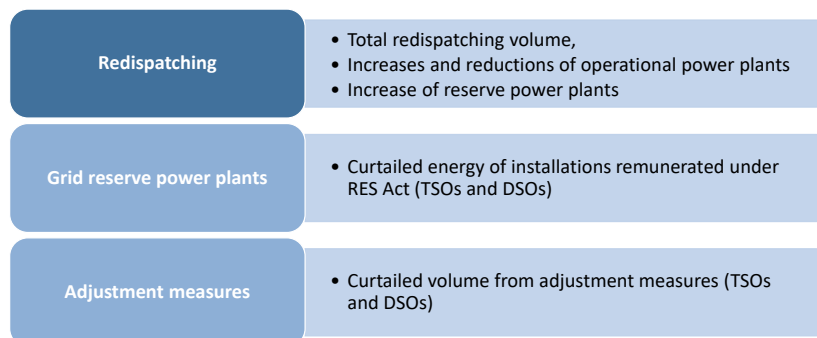 Redispatching
• Total redispatching volume,
• Increases and reductions of operational power plants
• Increase of reserve power plants
Grid reserve power plants
• Curtailed energy of installations remunerated under
RES Act (TSOs and DSOs)
Adjustment measures
• Curtailed volume from adjustment measures (TSOs
and DSOs)